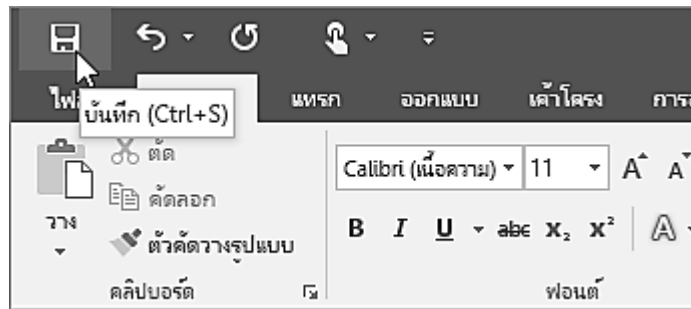 บันทึก (Ctrl+S)
แทรก ออกแบบ เค้าโครง
วาง
ตัด
คัดลอก
ตัวคัดวางรูปแบบ
คลิปบอร์ด
Calibri (เนื้อความ) 11 A A
B I U abc X₂ X² A
ฟอนต์